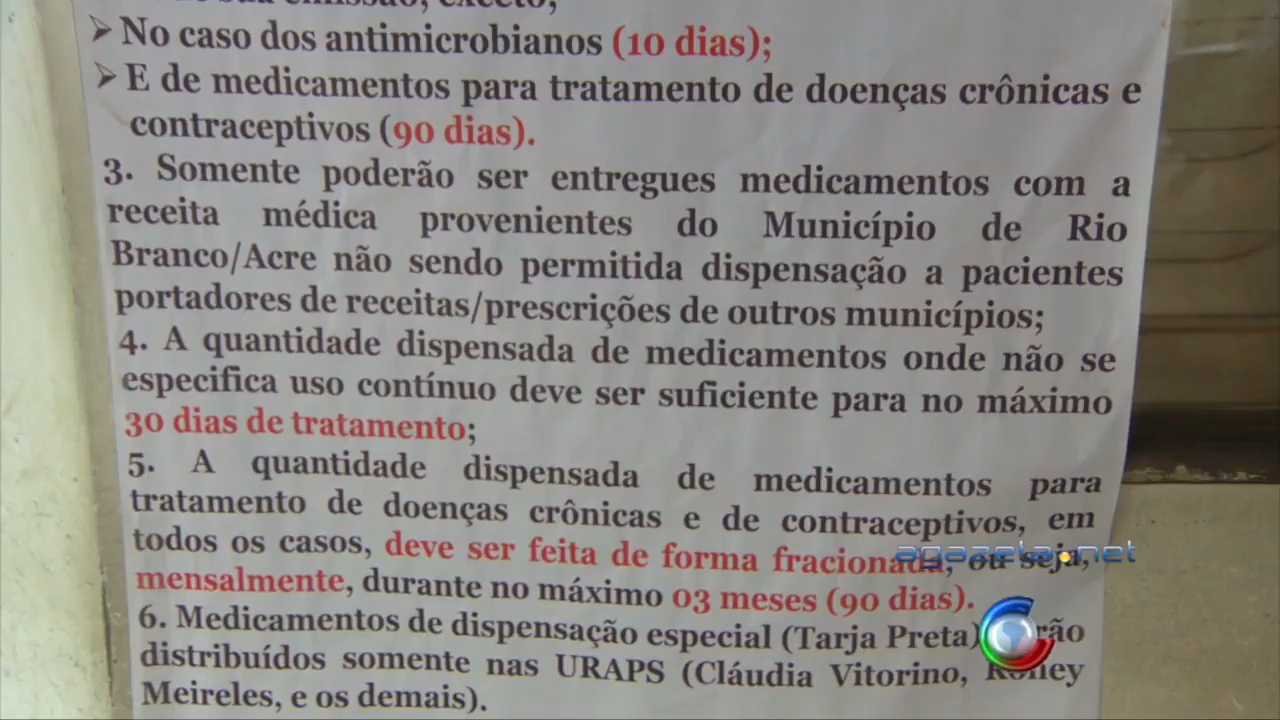 de sua emissão, exceto;
➤ No caso dos antimicrobianos (10 dias);
➤ E de medicamentos para tratamento de doenças crônicas e
contraceptivos (90 dias).
3. Somente poderão ser entregues medicamentos com a
receita médica provenientes do Município de Rio
Branco/Acre não sendo permitida dispensação a pacientes
portadores de receitas/prescrições de outros municípios;
4. A quantidade dispensada de medicamentos onde não se
especifica uso contínuo deve ser suficiente para no máximo
30 dias de tratamento;
5. A quantidade dispensada de medicamentos para
tratamento de doenças crônicas e de contraceptivos, em
todos os casos, deve ser feita de forma fracionada, ou seja,
mensalmente, durante no máximo 03 meses (90 dias).
6. Medicamentos de dispensação especial (Tarja Preta)
distribuídos somente nas URAPS (Cláudia Vitorino,
Meireles, e os demais).
agazeta.net